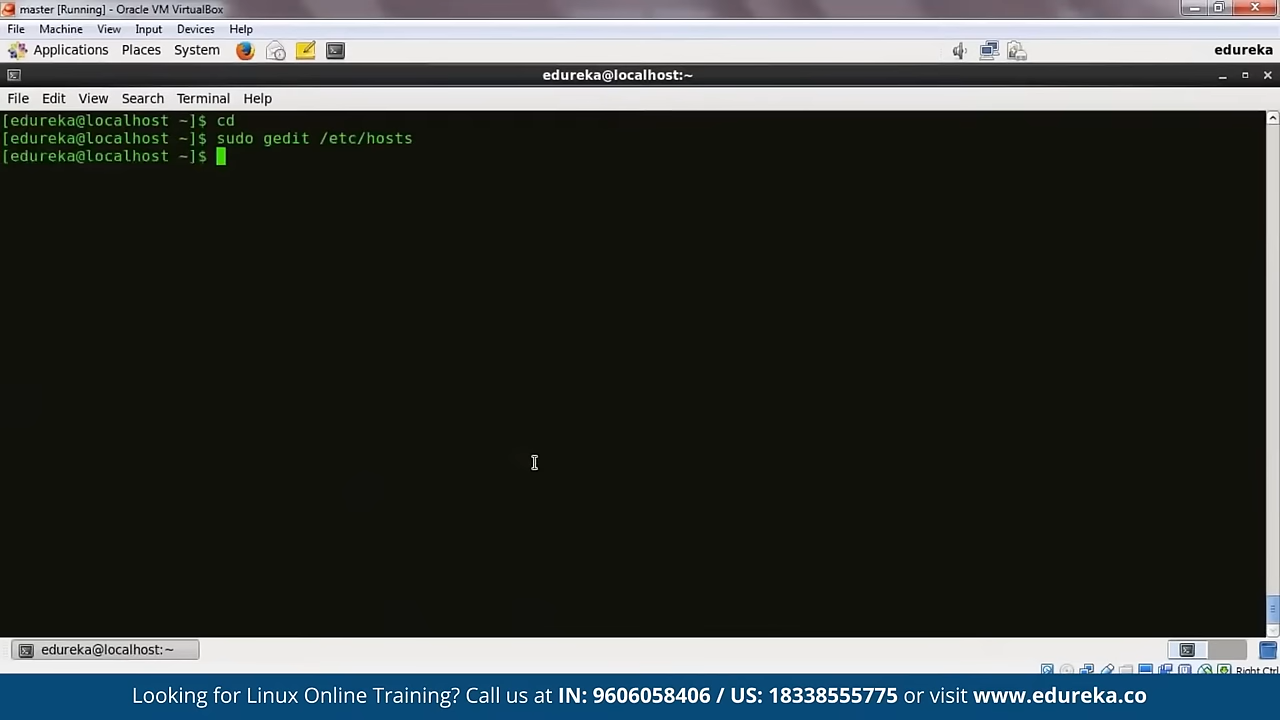 master [Running] - Oracle VM VirtualBox
File Machine View Input Devices Help
Applications Places System edureka
edureka@localhost:~
File Edit View Search Terminal Help
[edureka@localhost ~]$ cd
[edureka@localhost ~]$ sudo gedit /etc/hosts
[edureka@localhost ~]$
edureka@localhost:~
Right Ctrl
Looking for Linux Online Training? Call us at IN: 9606058406 / US: 18338555775 or visit www.edureka.co